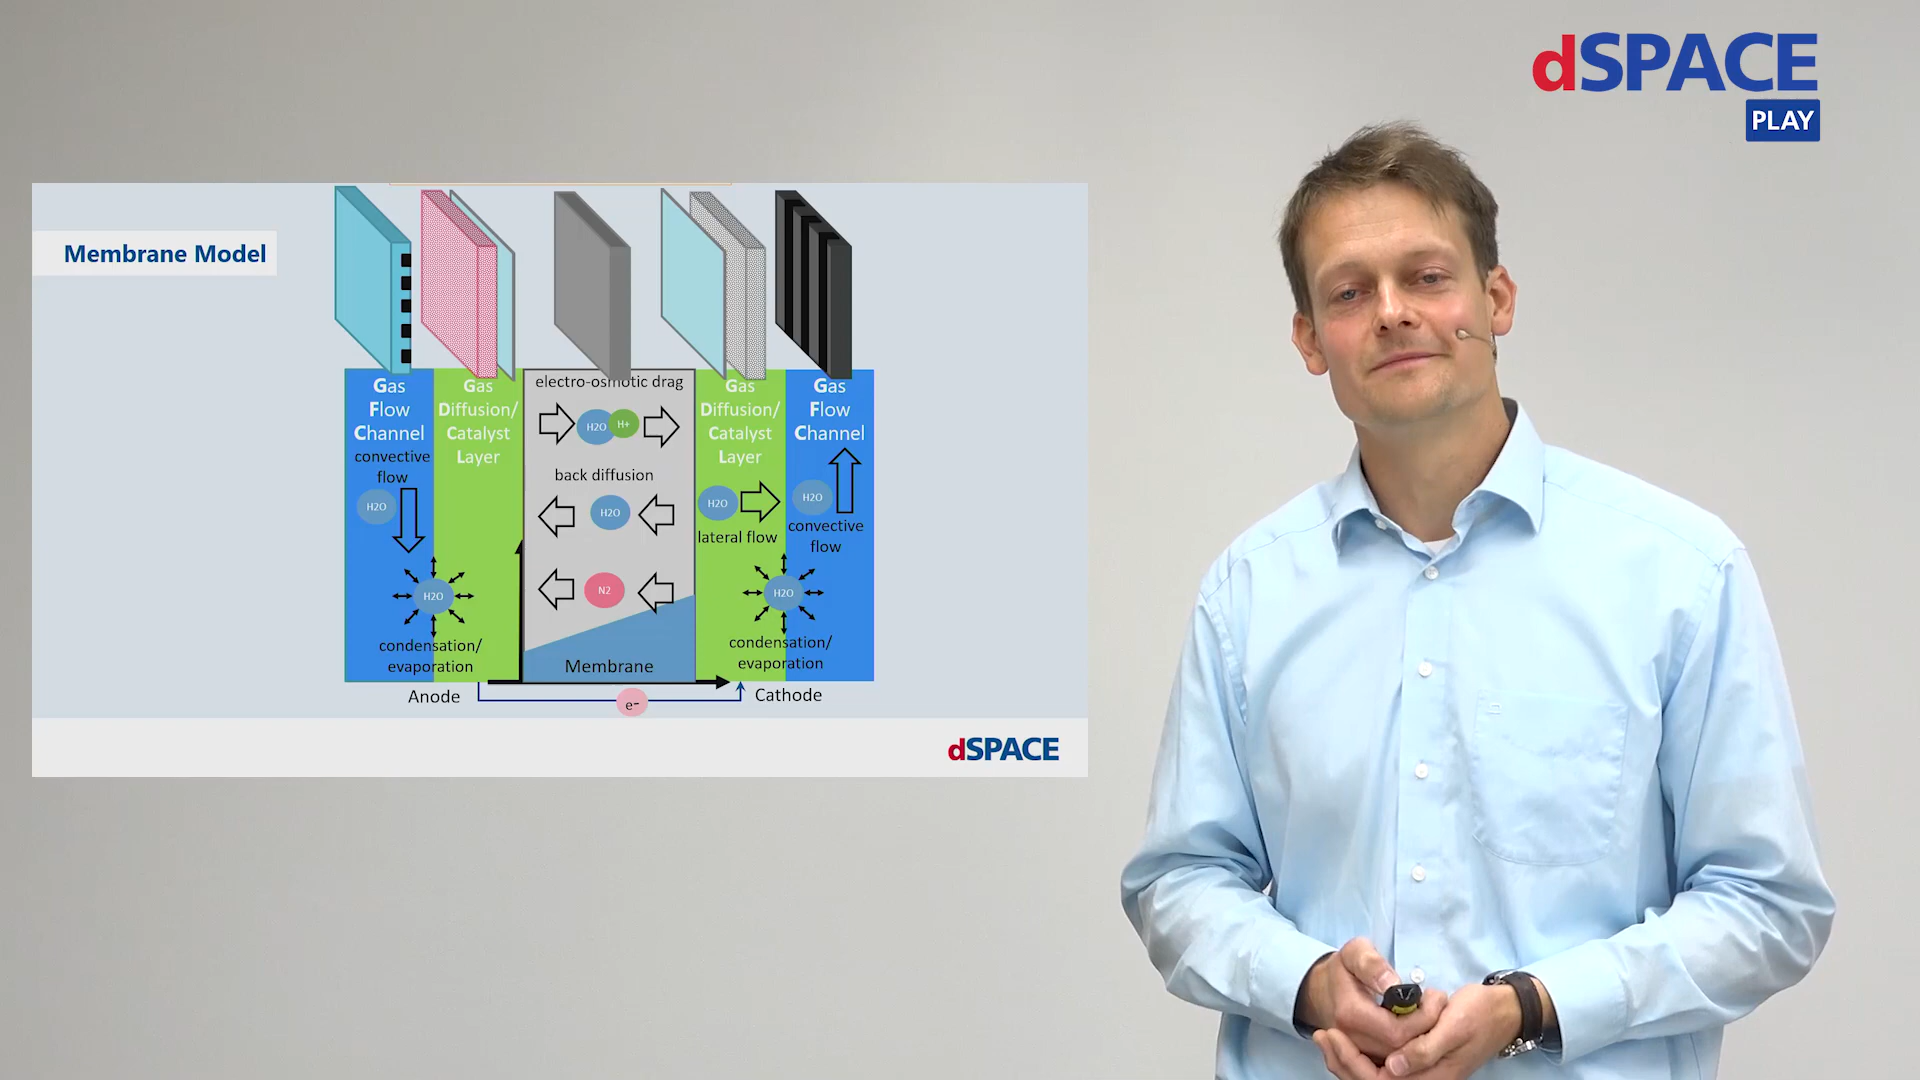 dSPACE
PLAY
Membrane Model
Gas
Flow
Channel
convective
flow
H2O
H2O
condensation/
evaporation
Anode
Gas
Diffusion/
Catalyst
Layer
electro-osmotic drag
H2O H+
back diffusion
H2O
N2
Membrane
e-
Gas
Diffusion/
Catalyst
Layer
H2O
lateral flow
H2O
condensation/
evaporation
Cathode
Gas
Flow
Channel
H2O
convective
flow
dSPACE